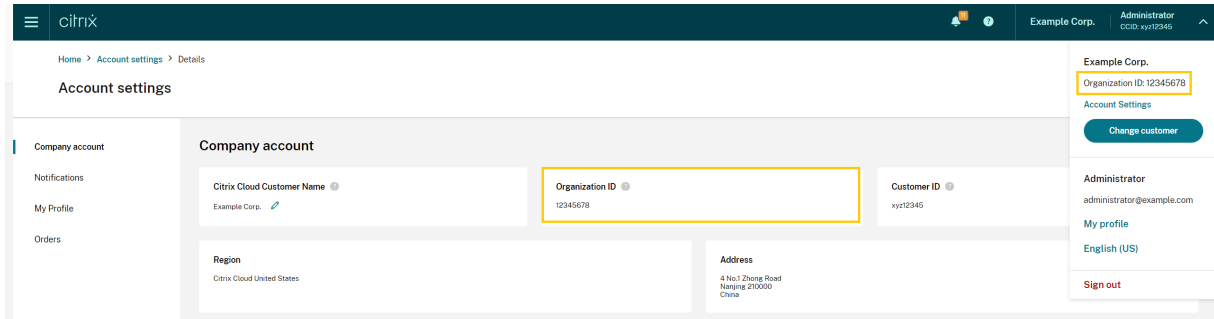 citrix
11
?
Example Corp.
Administrator
CCID: xyz12345
Home > Account settings > Details
Account settings
Example Corp.
Organization ID: 12345678
Account Settings
Change customer
Administrator
administrator@example.com
My profile
English (US)
Sign out
Company account
Notifications
My Profile
Orders
Company account
Citrix Cloud Customer Name ?
Example Corp.
Organization ID ?
12345678
Customer ID ?
xyz12345
Region
Citrix Cloud United States
Address
4 No.1 Zhong Road
Nanjing 210000
China